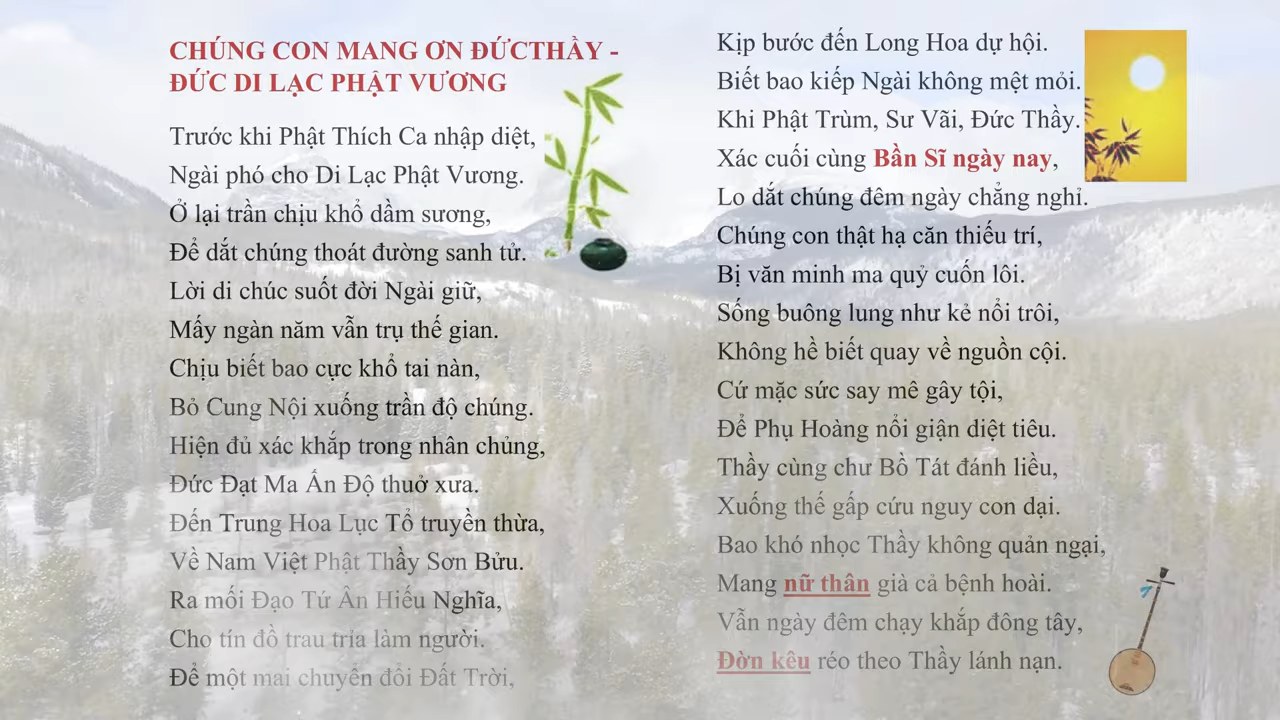 CHÚNG CON MANG ƠN ĐỨCTHẦY -
ĐỨC DI LẠC PHẬT VƯƠNG
Trước khi Phật Thích Ca nhập diệt,
Ngài phó cho Di Lạc Phật Vương.
Ở lại trần chịu khổ dầm sương,
Để dắt chúng thoát đường sanh tử.
Lời di chúc suốt đời Ngài giữ,
Mấy ngàn năm vẫn trụ thế gian.
Chịu biết bao cực khổ tai nàn,
Bỏ Cung Nội xuống trần độ chúng.
Hiện đủ xác khắp trong nhân chủng,
Đức Đạt Ma Ấn Độ thuở xưa.
Đến Trung Hoa Lục Tổ truyền thừa,
Về Nam Việt Phật Thầy Sơn Bửu.
Ra mối Đạo Tứ Ân Hiếu Nghĩa,
Cho tín đồ trau tria làm người.
Để một mai chuyển đổi Đất Trời,
Kịp bước đến Long Hoa dự hội.
Biết bao kiếp Ngài không mệt mỏi.
Khi Phật Trùm, Sư Vãi, Đức Thầy.
Xác cuối cùng Bần Sĩ ngày nay,
Lo dắt chúng đêm ngày chẳng nghỉ.
Chúng con thật hạ căn thiếu trí,
Bị văn minh ma quỷ cuốn lôi.
Sống buông lung như kẻ nổi trôi,
Không hề biết quay về nguồn cội.
Cứ mặc sức say mê gây tội,
Để Phụ Hoàng nổi giận diệt tiêu.
Thầy cùng chư Bồ Tát đánh liều,
Xuống thế gấp cứu nguy con dại.
Bao khó nhọc Thầy không quản ngại,
Mang nữ thân già cả bệnh hoài.
Vẫn ngày đêm chạy khắp đông tây,
Đờn kêu réo theo Thầy lánh nạn.